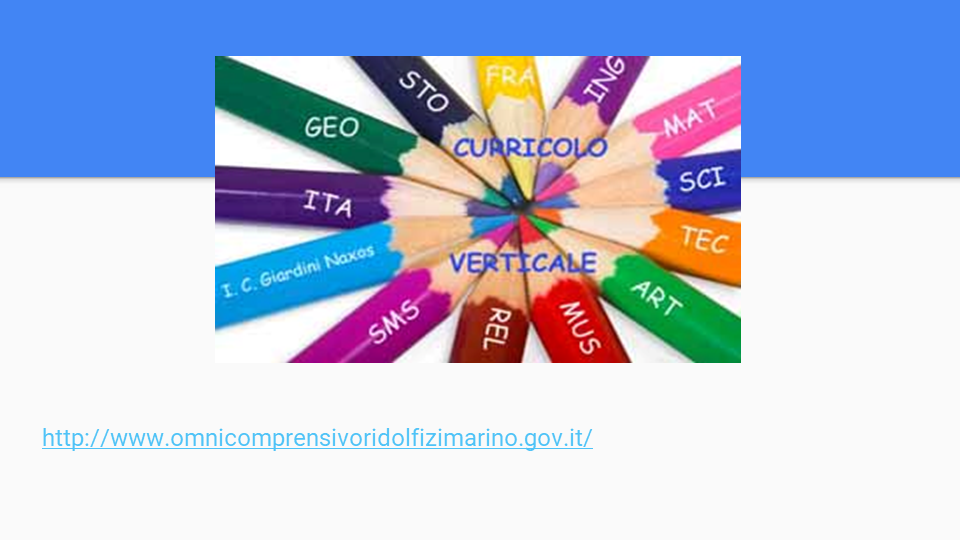 STO
FRA
ING
GEO
MAT
CURRICOLO
ITA
SCI
I. C. Giardini Naxos
TEC
VERTICALE
SMS
REL
MUS
ART
http://www.omnicomprensivoridolfizimarino.gov.it/